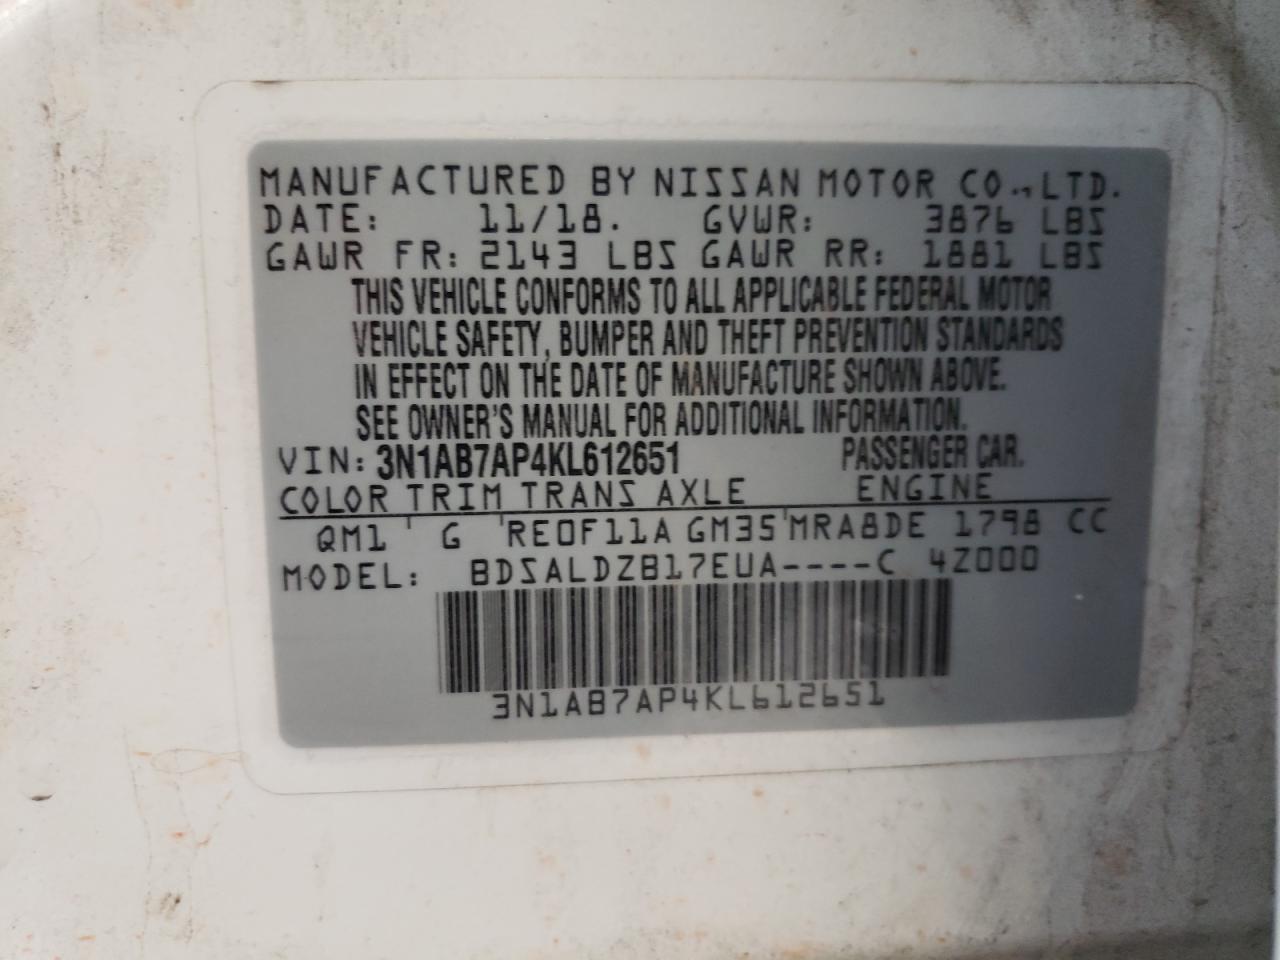 MANUFACTURED BY NISSAN MOTOR CO., LTD.
DATE: 11/18. GVWR: 3876 LBS
GAWR FR: 2143 LBS GAWR RR: 1881 LBS
THIS VEHICLE CONFORMS TO ALL APPLICABLE FEDERAL MOTOR
VEHICLE SAFETY, BUMPER AND THEFT PREVENTION STANDARDS
IN EFFECT ON THE DATE OF MANUFACTURE SHOWN ABOVE.
SEE OWNER'S MANUAL FOR ADDITIONAL INFORMATION.
VIN: 3N1AB7AP4KL612651 PASSENGER CAR.
COLOR TRIM TRANS AXLE ENGINE
QM1 G RE0F11A GM35 MRA8DE 1798 CC
MODEL: BDSALDZB17EUA----C 4Z000
3N1AB7AP4KL612651